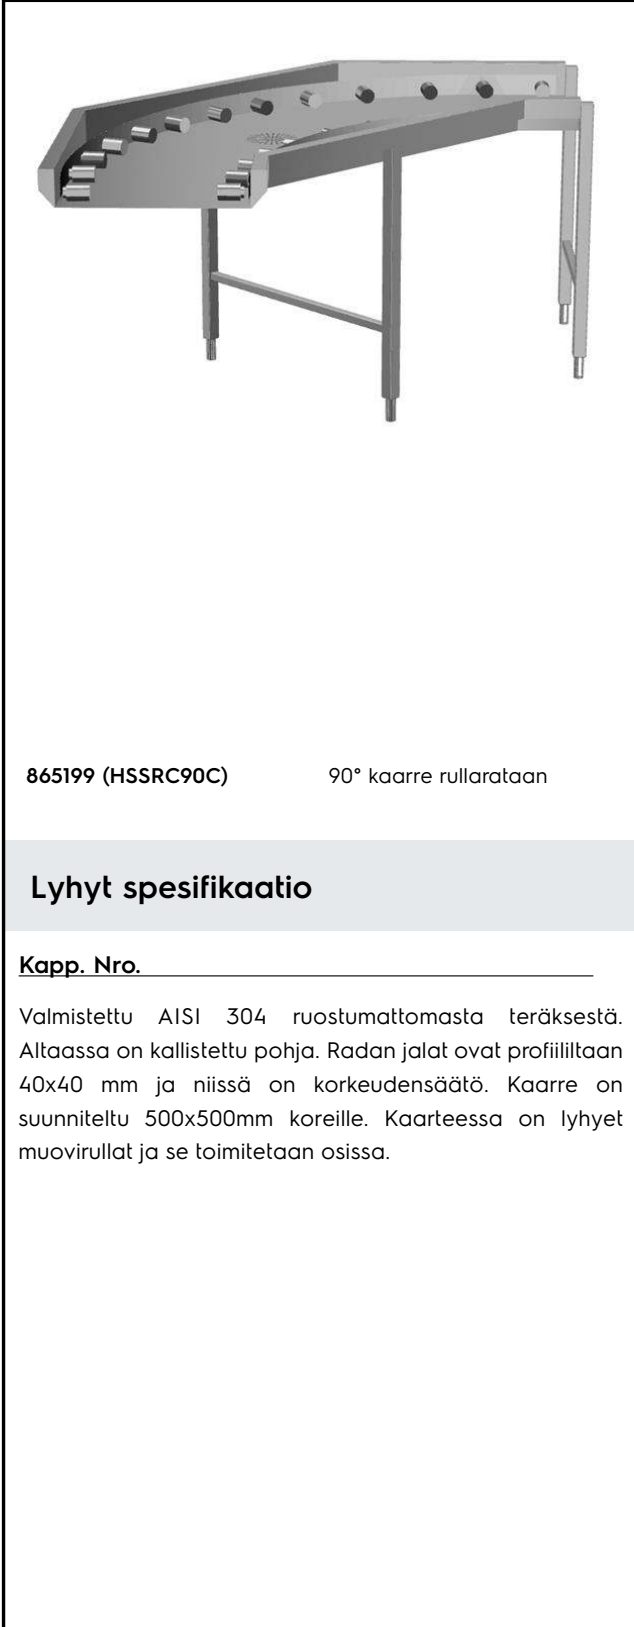 865199 (HSSRC90C) 90° kaarre rullarataan
Lyhyt spesifikaatio
Kapp. Nro.
Valmistettu AISI 304 ruostumattomasta teräksestä.
Altaassa on kallistettu pohja. Radan jalat ovat profiililtaan
40x40 mm ja niissä on korkeudensäätö. Kaarre on
suunniteltu 500x500mm koreille. Kaarteessa on lyhyet
muovirullat ja se toimitetaan osissa.